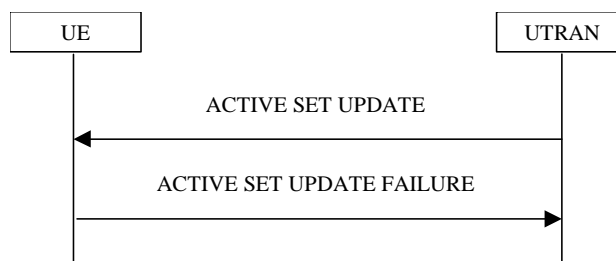 UE
UTRAN
ACTIVE SET UPDATE
ACTIVE SET UPDATE FAILURE